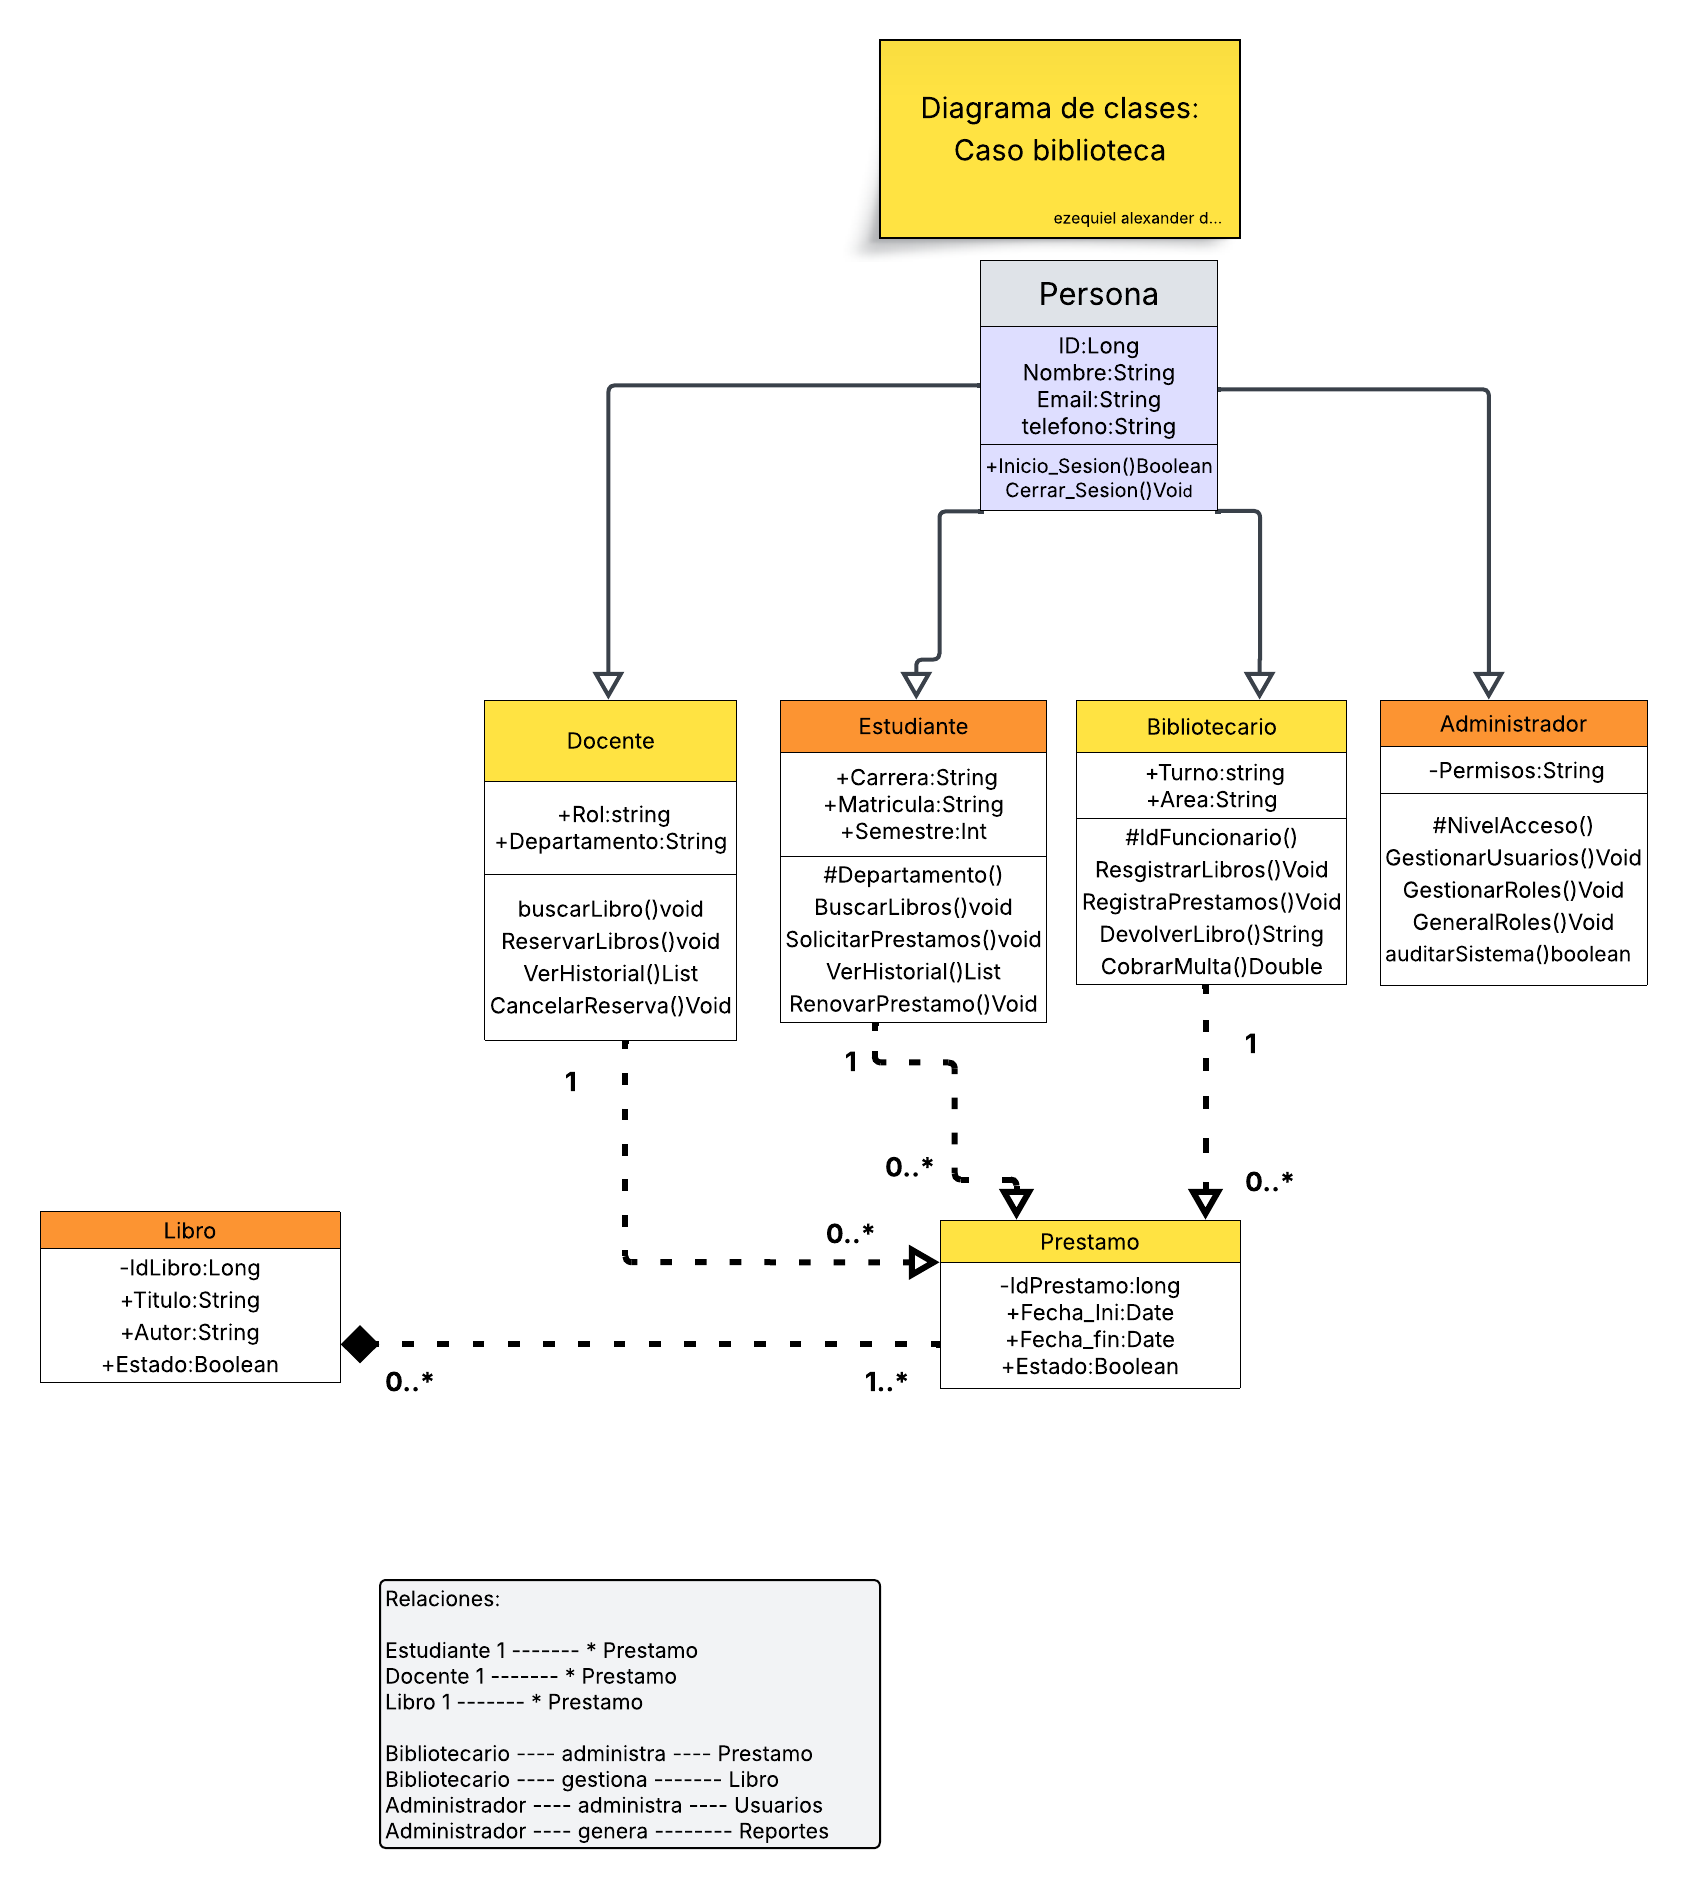 Diagrama de clases:
Caso biblioteca
ezequiel alexander d...
Persona
ID:Long
Nombre:String
Email:String
telefono:String
+Inicio_Sesion()Boolean
Cerrar_Sesion()Void
Docente
+Rol:string
+Departamento:String
buscarLibro()void
ReservarLibros()void
VerHistorial()List
CancelarReserva()Void
Estudiante
+Carrera:String
+Matricula:String
+Semestre:Int
#Departamento()
BuscarLibros()void
SolicitarPrestamos()void
VerHistorial()List
RenovarPrestamo()Void
Bibliotecario
+Turno:string
+Area:String
#IdFuncionario()
ResgistrarLibros()Void
RegistraPrestamos()Void
DevolverLibro()String
CobrarMulta()Double
Administrador
-Permisos:String
#NivelAcceso()
GestionarUsuarios()Void
GestionarRoles()Void
GeneralRoles()Void
auditarSistema()boolean
1
1
1
0..*
0..*
0..*
Libro
-IdLibro:Long
+Titulo:String
+Autor:String
+Estado:Boolean
Prestamo
-IdPrestamo:long
+Fecha_Ini:Date
+Fecha_fin:Date
+Estado:Boolean
0..*
1..*
Relaciones:
Estudiante 1 ------- * Prestamo
Docente 1 ------- * Prestamo
Libro 1 ------- * Prestamo
Bibliotecario ---- administra ---- Prestamo
Bibliotecario ---- gestiona ------- Libro
Administrador ---- administra ---- Usuarios
Administrador ---- genera -------- Reportes